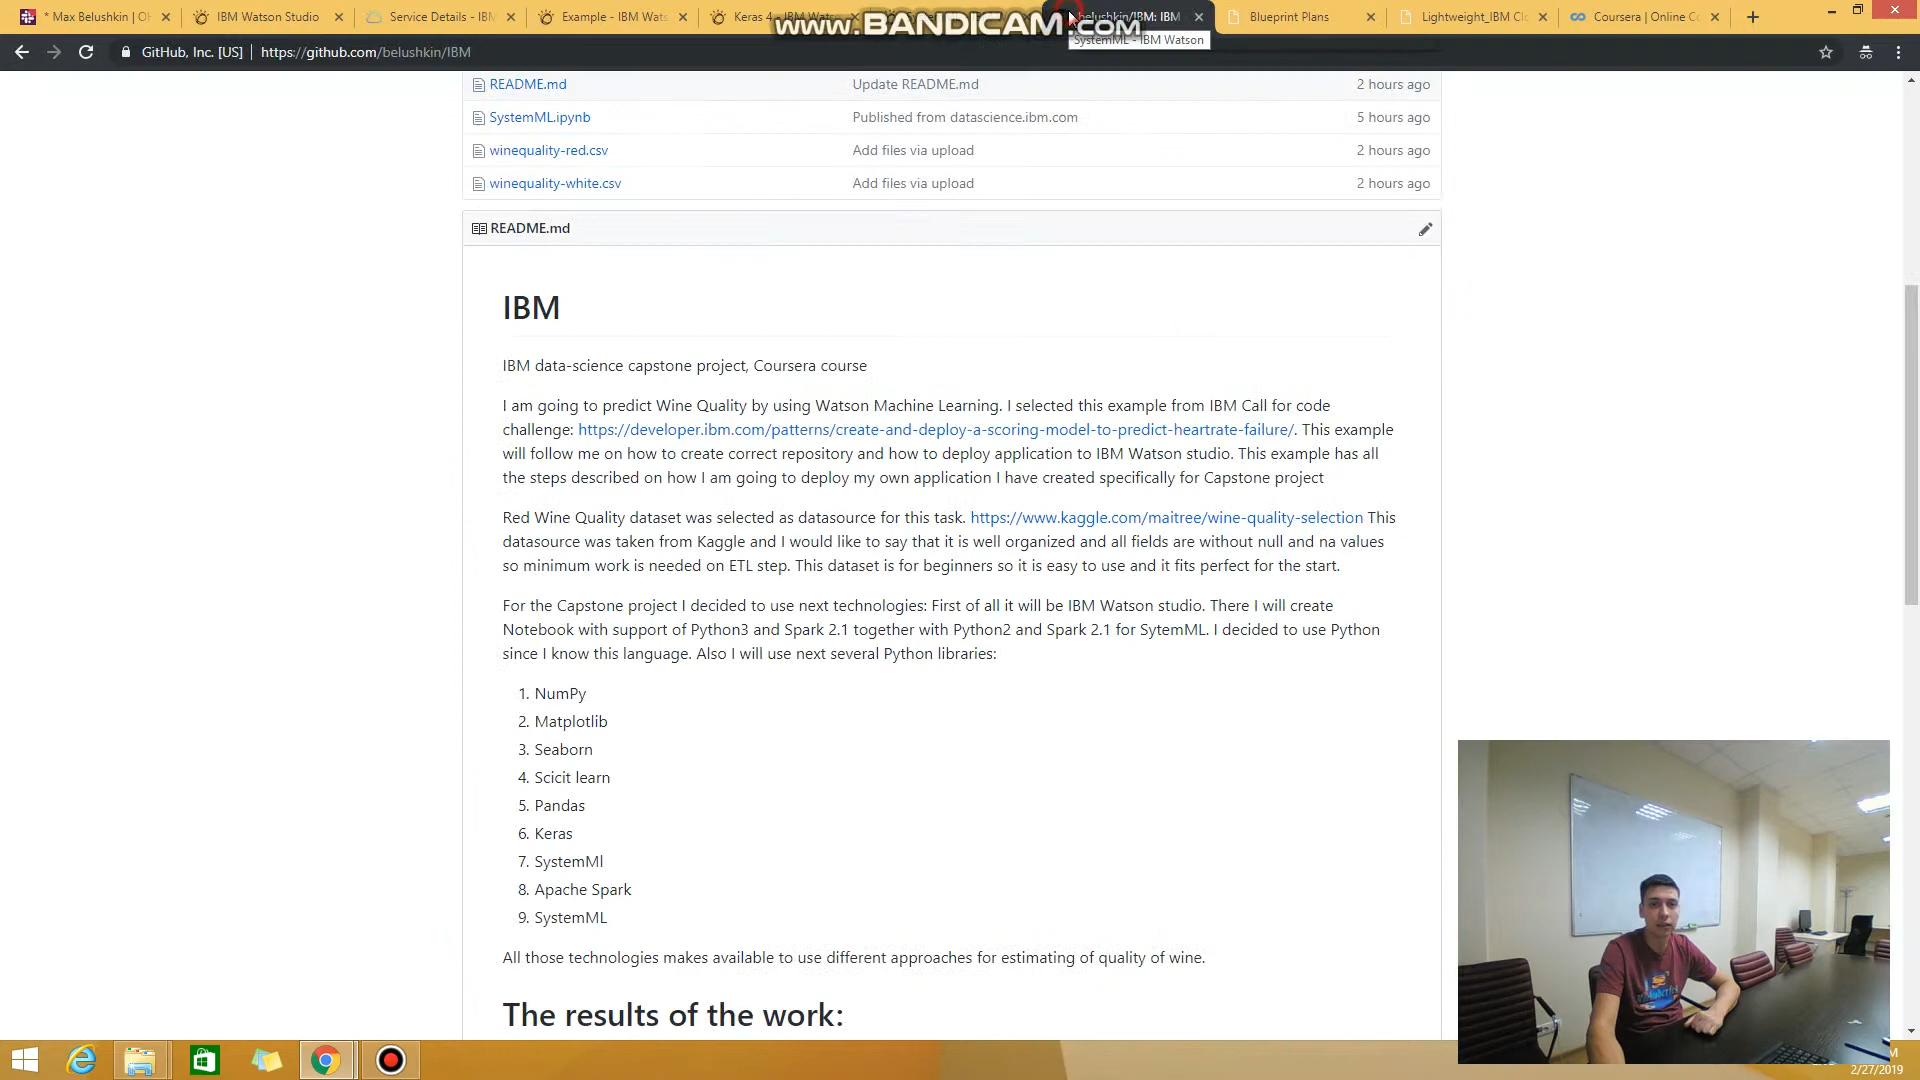 * Max Belushkin | O
IBM Watson Studio
Service Details - IBM
Example - IBM Wats
Keras 4 - IBM Wats
belushkin/IBM: IBM
Blueprint Plans
Lightweight_IBM Cl
Coursera | Online Co
www.BANDICAM.COM
SystemML - IBM Watson
GitHub, Inc. [US] | https://github.com/belushkin/IBM
README.md Update README.md 2 hours ago
SystemML.ipynb Published from datascience.ibm.com 5 hours ago
winequality-red.csv Add files via upload 2 hours ago
winequality-white.csv Add files via upload 2 hours ago
README.md
IBM
IBM data-science capstone project, Coursera course
I am going to predict Wine Quality by using Watson Machine Learning. I selected this example from IBM Call for code
challenge: https://developer.ibm.com/patterns/create-and-deploy-a-scoring-model-to-predict-heartrate-failure/. This example
will follow me on how to create correct repository and how to deploy application to IBM Watson studio. This example has all
the steps described on how I am going to deploy my own application I have created specifically for Capstone project
Red Wine Quality dataset was selected as datasource for this task. https://www.kaggle.com/maitree/wine-quality-selection This
datasource was taken from Kaggle and I would like to say that it is well organized and all fields are without null and na values
so minimum work is needed on ETL step. This dataset is for beginners so it is easy to use and it fits perfect for the start.
For the Capstone project I decided to use next technologies: First of all it will be IBM Watson studio. There I will create
Notebook with support of Python3 and Spark 2.1 together with Python2 and Spark 2.1 for SytemML. I decided to use Python
since I know this language. Also I will use next several Python libraries:
1. NumPy
2. Matplotlib
3. Seaborn
4. Scicit learn
5. Pandas
6. Keras
7. SystemMl
8. Apache Spark
9. SystemML
All those technologies makes available to use different approaches for estimating of quality of wine.
The results of the work:
2/27/2019